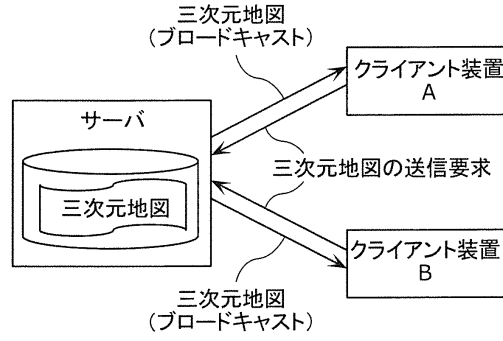 三次元地図
(ブロードキャスト)
クライアント装置
A
サーバ
三次元地図
三次元地図の送信要求
クライアント装置
B
三次元地図
(ブロードキャスト)